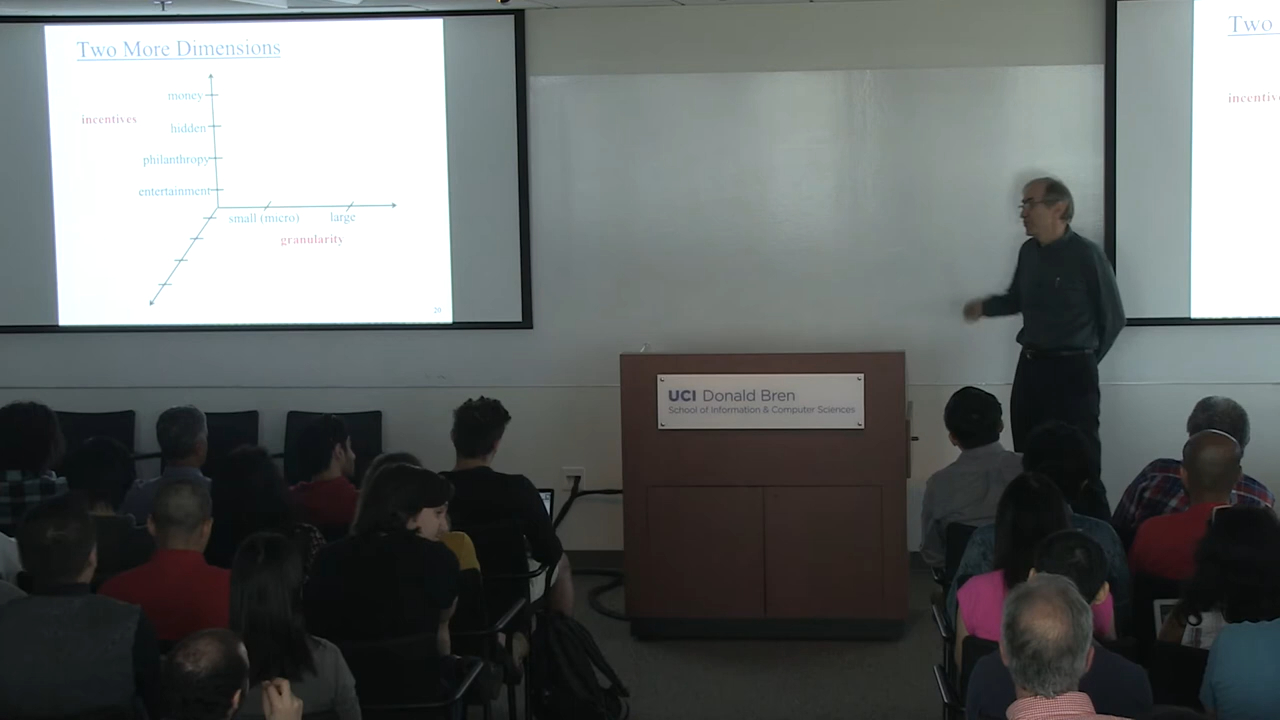 Two More Dimensions
money
incentives
hidden
philanthropy
entertainment
small (micro) large
granularity
20
Two
UCI Donald Bren
School of Information & Computer Sciences